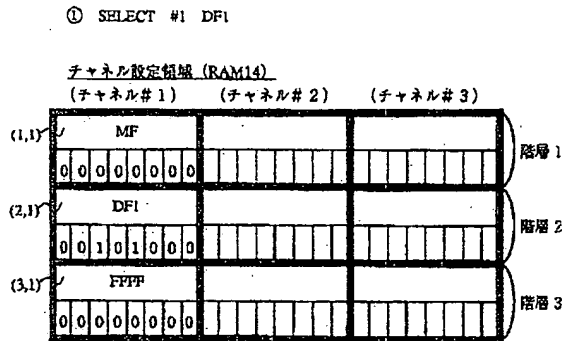 ① SELECT #1 DF1
チャネル設定領域 (RAM14)
(チャネル#1) (チャネル#2) (チャネル#3)
(1,1) MF 階層 1
0 0 0 0 0 0 0 0
(2,1) DF1 階層 2
0 0 1 0 1 0 0 0
(3,1) FFFF 階層 3
0 0 0 0 0 0 0 0